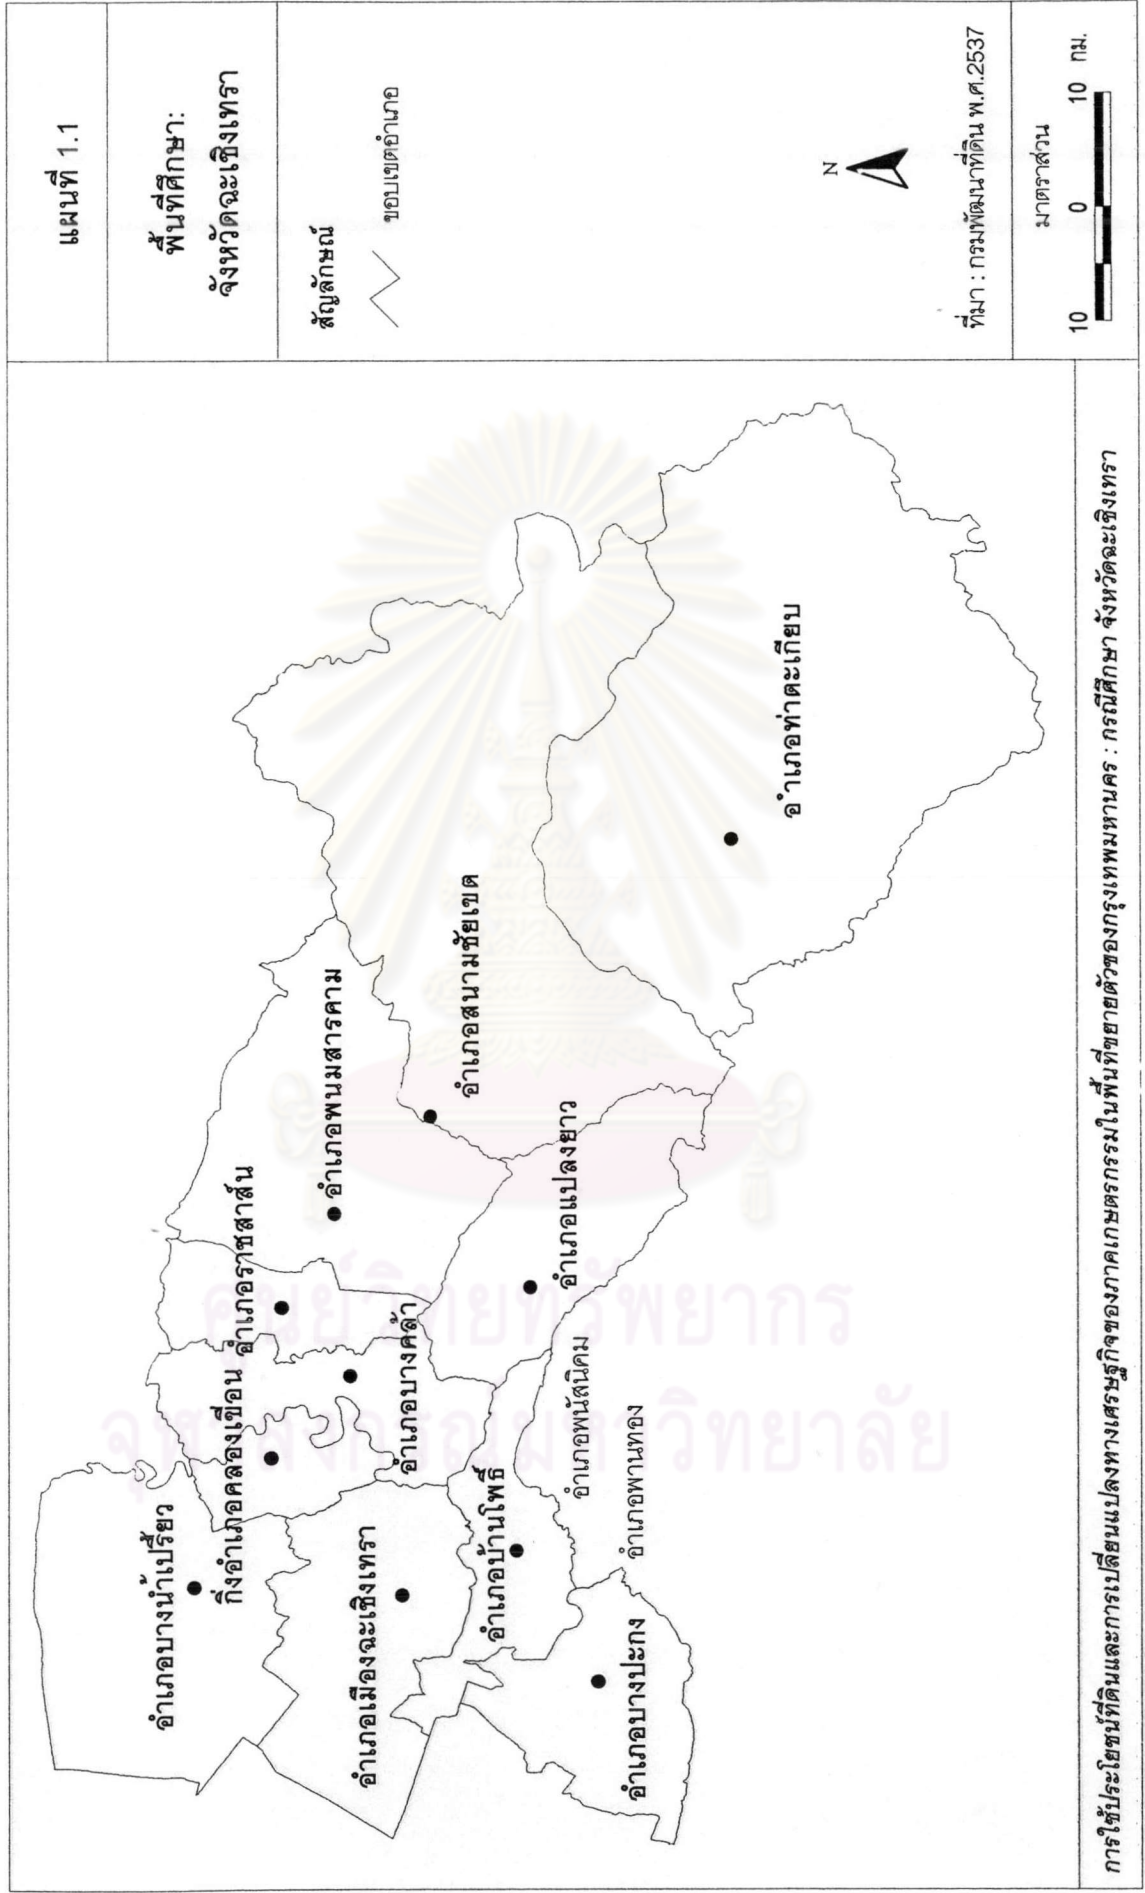 แผนที่ 1.1
พื้นที่ศึกษา:
จังหวัดฉะเชิงเทรา
สัญลักษณ์
ขอบเขตอำเภอ
N
ที่มา : กรมพัฒนาที่ดิน พ.ศ.2537
มาตราส่วน
10 0 10 กม.
อำเภอบางน้ำเปรี้ยว
กิ่งอำเภอคลองเขื่อน
อำเภอราชสาส์น
อำเภอพนมสารคาม
อำเภอเมืองฉะเชิงเทรา
อำเภอบางคล้า
อำเภอสนามชัยเขต
อำเภอบ้านโพธิ์
อำเภอแปลงยาว
อำเภอพนัสนิคม
อำเภอพานทอง
อำเภอบางปะกง
อำเภอท่าตะเกียบ
ศูนย์วิทยทรัพยากร
จุฬาลงกรณ์มหาวิทยาลัย
การใช้ประโยชน์ที่ดินและการเปลี่ยนแปลงทางเศรษฐกิจของภาคเกษตรกรรมในพื้นที่ขยายตัวของกรุงเทพมหานคร : กรณีศึกษา จังหวัดฉะเชิงเทรา